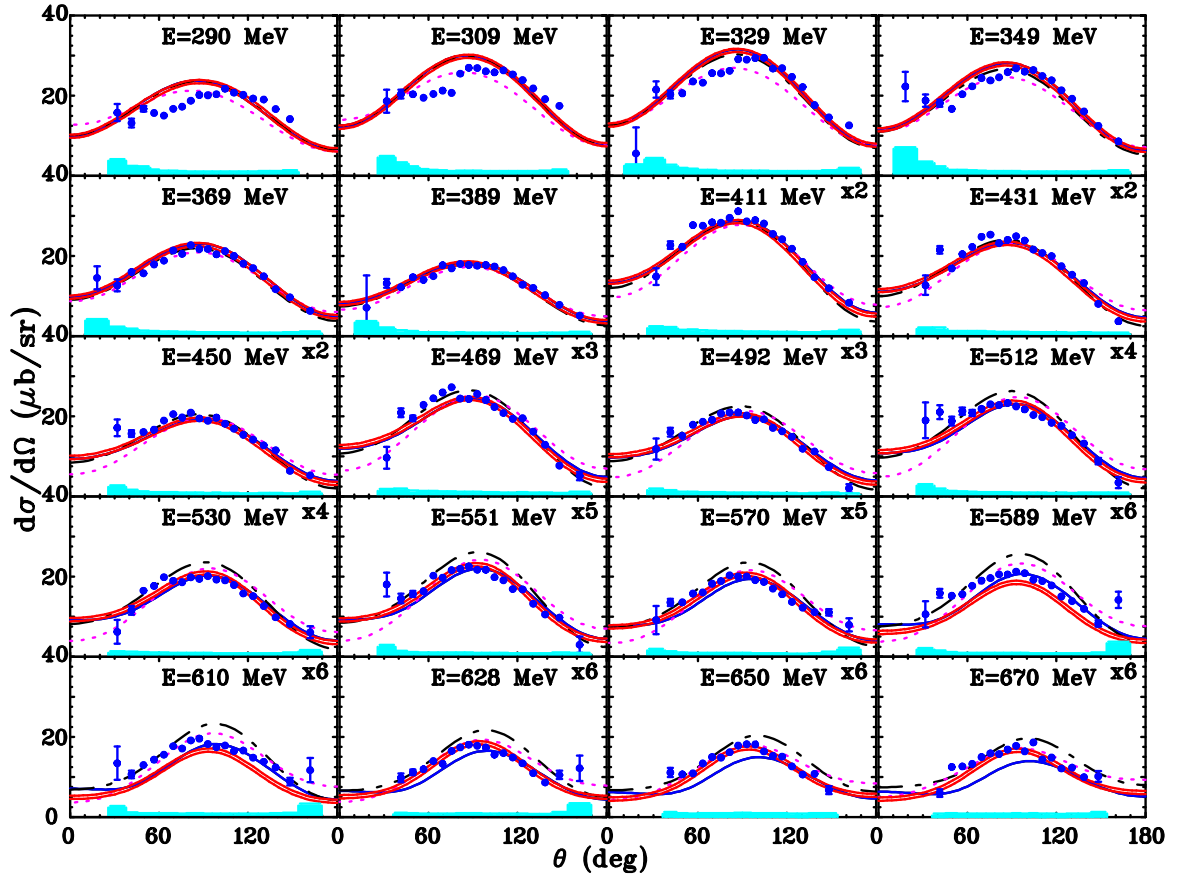 40
E=290 MeV E=309 MeV E=329 MeV E=349 MeV
20
40
E=369 MeV E=389 MeV E=411 MeV x2 E=431 MeV x2
20
40
E=450 MeV x2 E=469 MeV x3 E=492 MeV x3 E=512 MeV x4
20
40
E=530 MeV x4 E=551 MeV x5 E=570 MeV x5 E=589 MeV x6
20
40
E=610 MeV x6 E=628 MeV x6 E=650 MeV x6 E=670 MeV x6
20
0
0 60 120 0 60 120 0 60 120 0 60 120 180
θ (deg)
dσ/dΩ (μb/sr)